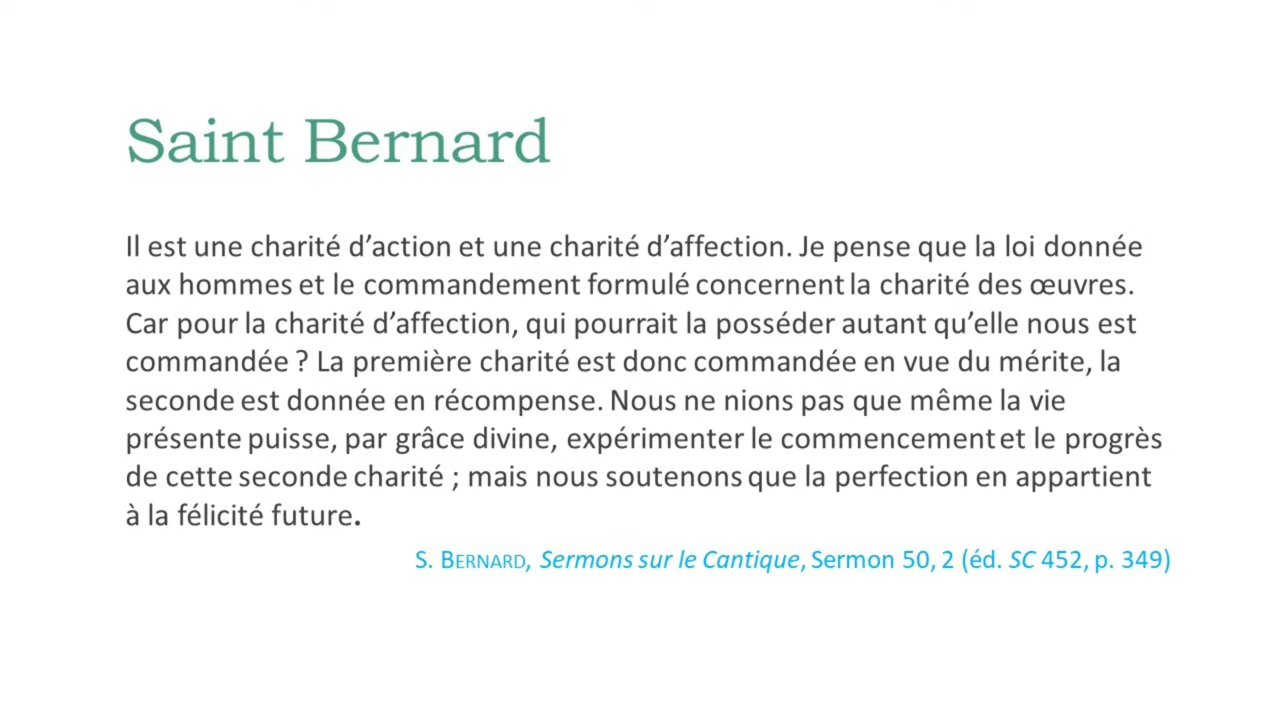 Saint Bernard
Il est une charité d’action et une charité d’affection. Je pense que la loi donnée
aux hommes et le commandement formulé concernent la charité des œuvres.
Car pour la charité d’affection, qui pourrait la posséder autant qu’elle nous est
commandée ? La première charité est donc commandée en vue du mérite, la
seconde est donnée en récompense. Nous ne nions pas que même la vie
présente puisse, par grâce divine, expérimenter le commencement et le progrès
de cette seconde charité ; mais nous soutenons que la perfection en appartient
à la félicité future.
S. BERNARD, Sermons sur le Cantique, Sermon 50, 2 (éd. SC 452, p. 349)